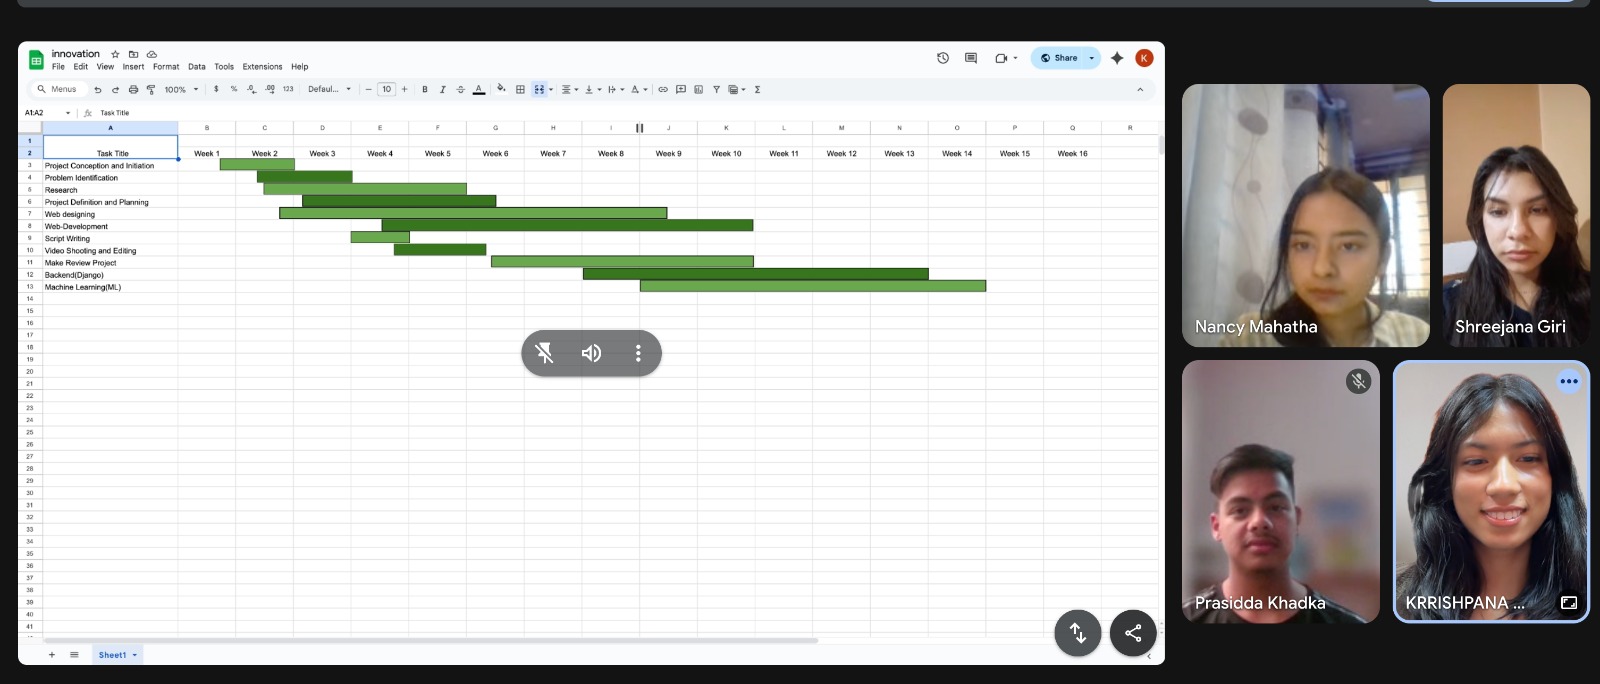 innovation
File Edit View Insert Format Data Tools Extensions Help
Share
K
Menus 100% $ % .0 .00 123 Defaul... − 10 + B I S A
A1:A2 fx Task Title
A B C D E F G H I J K L M N O P Q R
1
2 Task Title Week 1 Week 2 Week 3 Week 4 Week 5 Week 6 Week 7 Week 8 Week 9 Week 10 Week 11 Week 12 Week 13 Week 14 Week 15 Week 16
3 Project Conception and Initiation
4 Problem Identification
5 Research
6 Project Definition and Planning
7 Web designing
8 Web-Development
9 Script Writing
10 Video Shooting and Editing
11 Make Review Project
12 Backend(Django)
13 Machine Learning(ML)
14
15
16
17
18
19
20
21
22
23
24
25
26
27
28
29
30
31
32
33
34
35
36
37
38
39
40
41
Sheet1
Nancy Mahatha
Shreejana Giri
Prasidda Khadka
KRRISHPANA ...